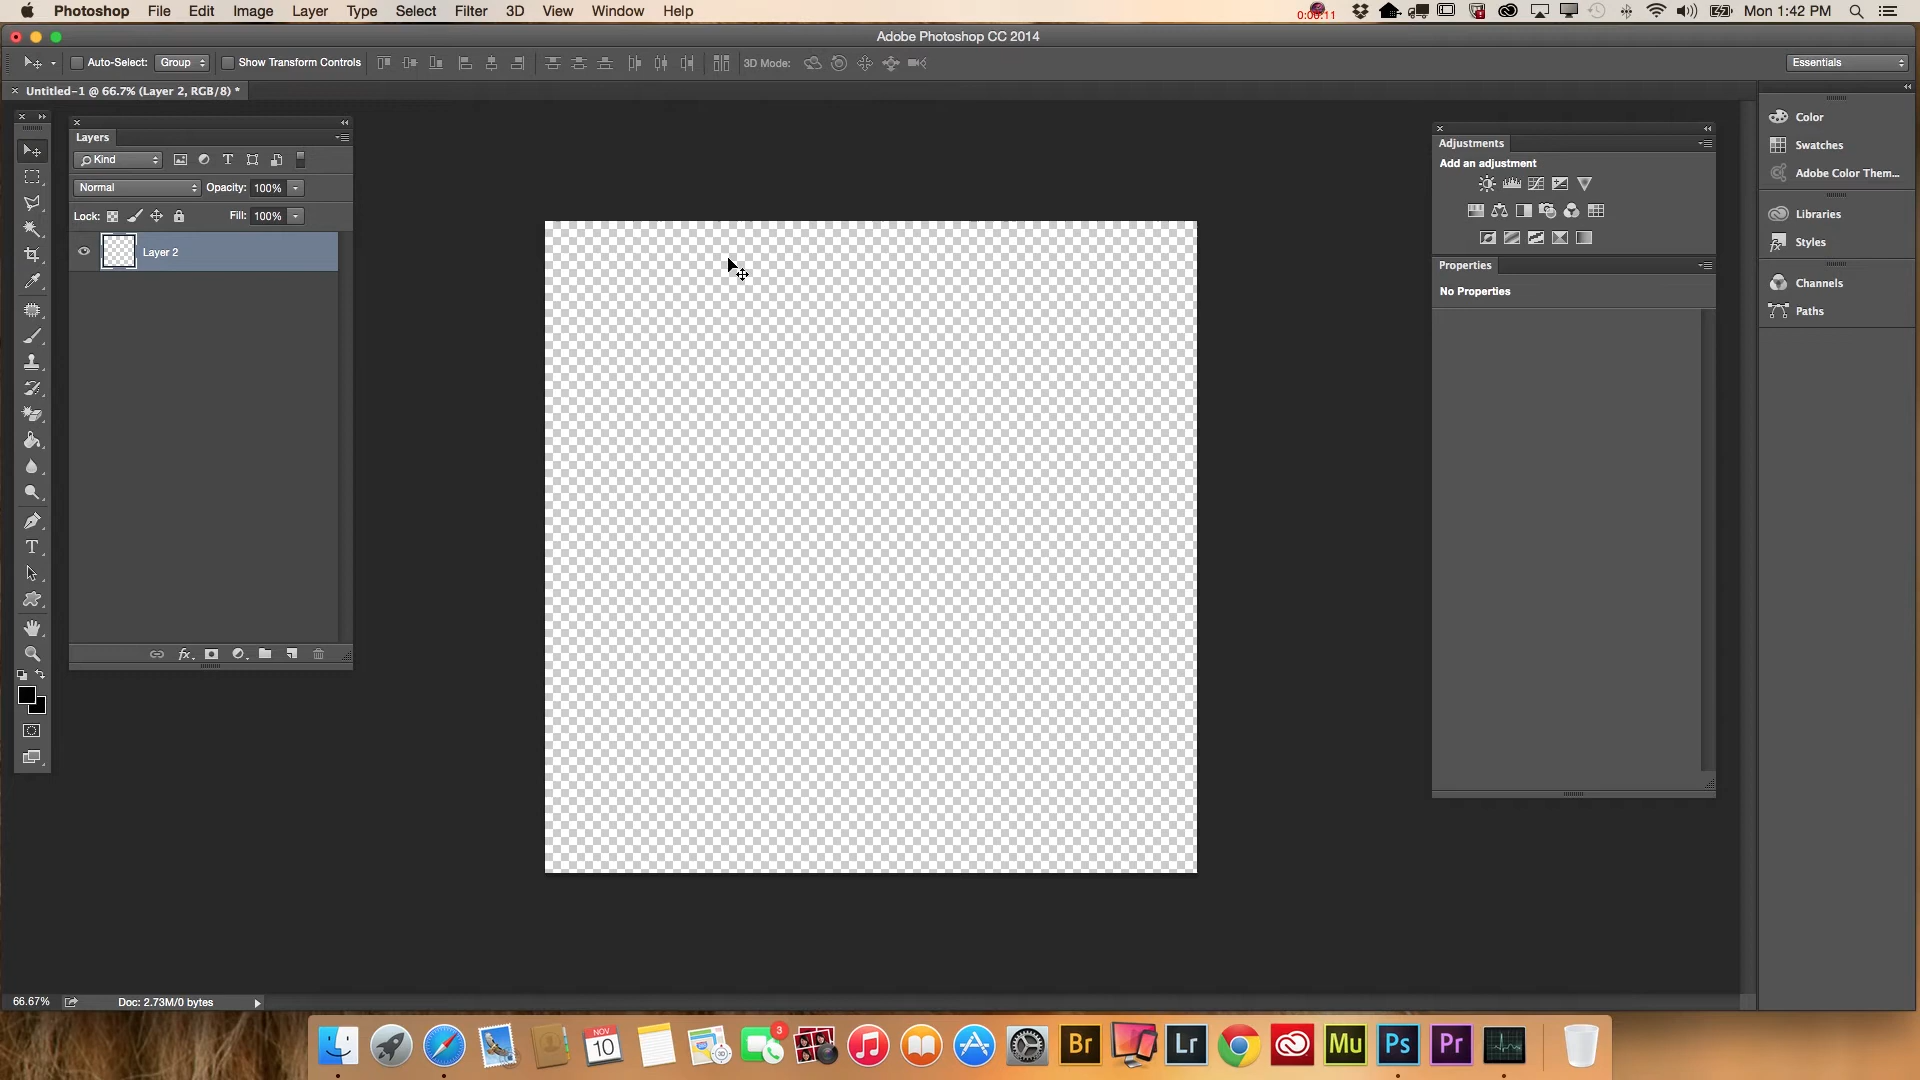 Photoshop File Edit Image Layer Type Select Filter 3D View Window Help
0:00:11
Mon 1:42 PM
Adobe Photoshop CC 2014
Auto-Select: Group Show Transform Controls 3D Mode: Essentials
Untitled-1 @ 66.7% (Layer 2, RGB/8) *
Layers
Kind
Normal Opacity: 100%
Lock: Fill: 100%
Layer 2
Adjustments
Add an adjustment
Properties
No Properties
Color
Swatches
Adobe Color Them...
Libraries
Styles
Channels
Paths
66.67% Doc: 2.73M/0 bytes
NOV
10
3
Br
Lr
Mu
Ps
Pr